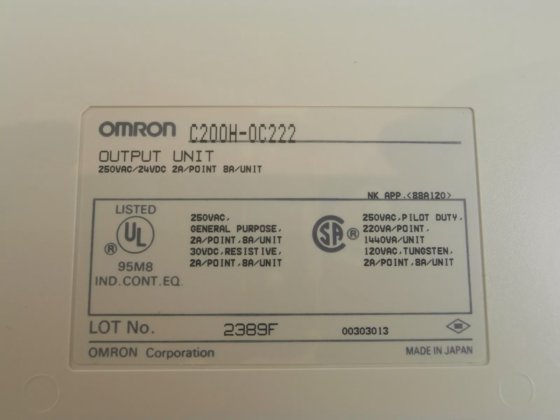 OMRON C200H-OC222
OUTPUT UNIT
250VAC/24VDC 2A/POINT 8A/UNIT
NK APP.<88A120>
LISTED
UL
®
95M8
IND.CONT.EQ.
250VAC,
GENERAL PURPOSE,
2A/POINT,8A/UNIT
30VDC,RESISTIVE,
2A/POINT,8A/UNIT
SA
®
250VAC,PILOT DUTY,
220VA/POINT,
1440VA/UNIT
120VAC,TUNGSTEN,
2A/POINT,8A/UNIT
LOT No. 2389F 00303013
OMRON Corporation MADE IN JAPAN